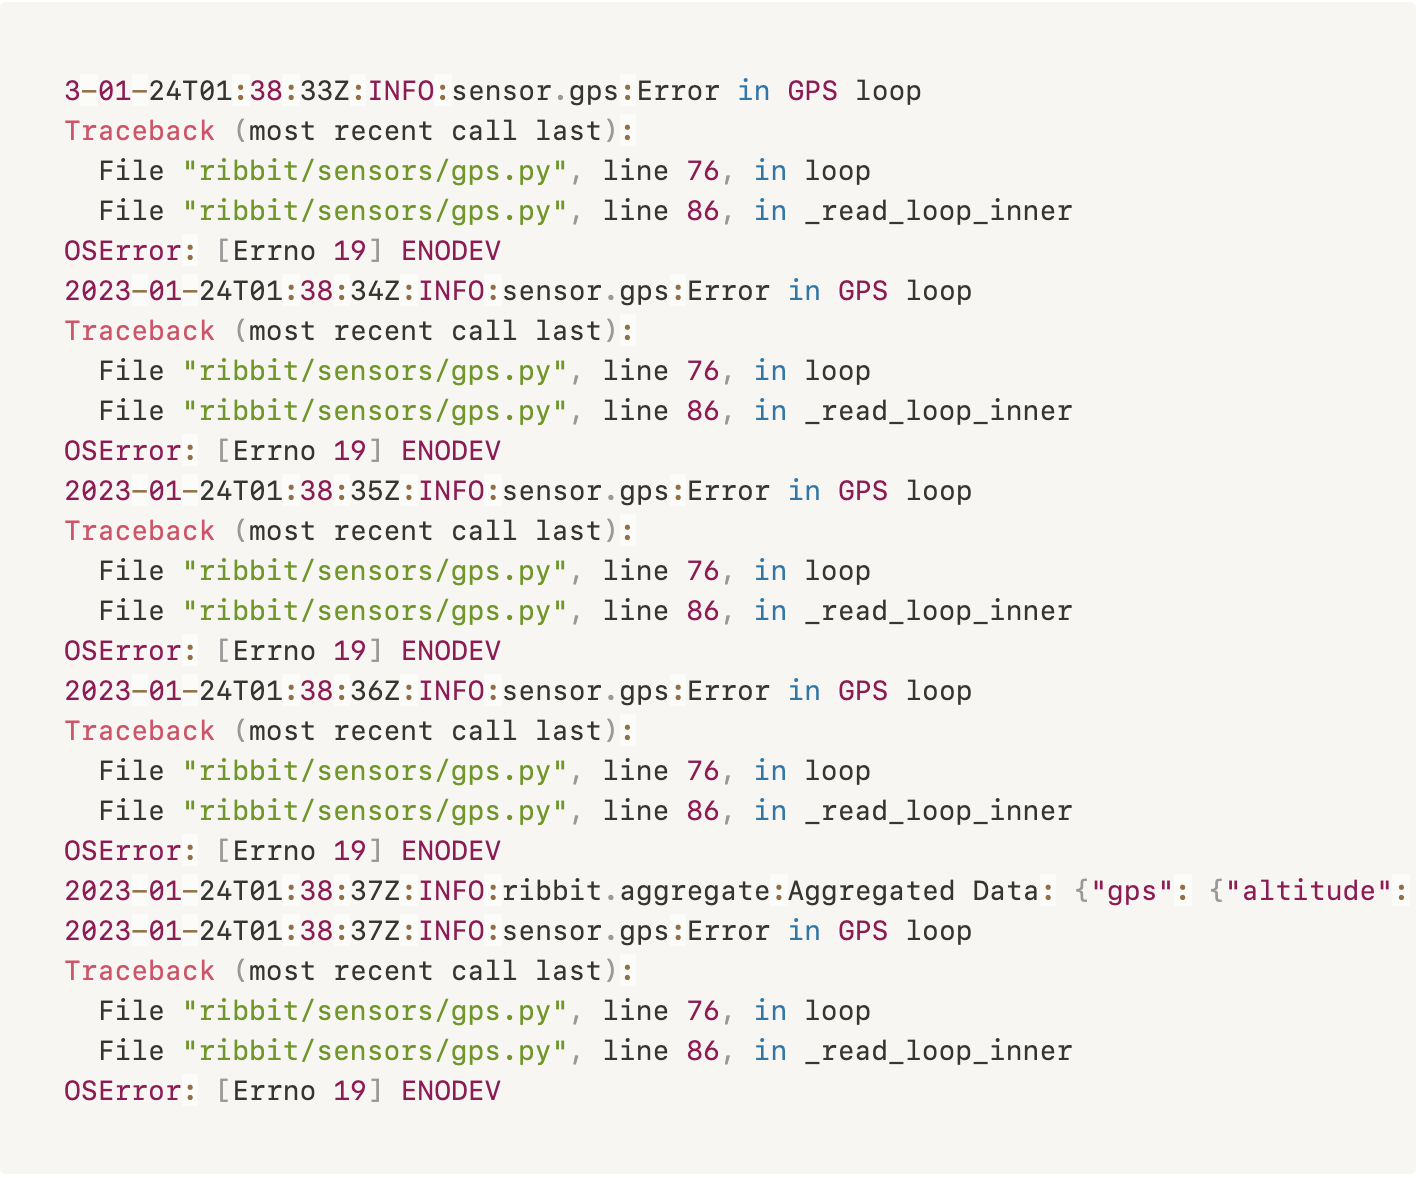 3-01-24T01:38:33Z:INFO:sensor.gps:Error in GPS loop
Traceback (most recent call last):
  File "ribbit/sensors/gps.py", line 76, in loop
  File "ribbit/sensors/gps.py", line 86, in _read_loop_inner
OSError: [Errno 19] ENODEV
2023-01-24T01:38:34Z:INFO:sensor.gps:Error in GPS loop
Traceback (most recent call last):
  File "ribbit/sensors/gps.py", line 76, in loop
  File "ribbit/sensors/gps.py", line 86, in _read_loop_inner
OSError: [Errno 19] ENODEV
2023-01-24T01:38:35Z:INFO:sensor.gps:Error in GPS loop
Traceback (most recent call last):
  File "ribbit/sensors/gps.py", line 76, in loop
  File "ribbit/sensors/gps.py", line 86, in _read_loop_inner
OSError: [Errno 19] ENODEV
2023-01-24T01:38:36Z:INFO:sensor.gps:Error in GPS loop
Traceback (most recent call last):
  File "ribbit/sensors/gps.py", line 76, in loop
  File "ribbit/sensors/gps.py", line 86, in _read_loop_inner
OSError: [Errno 19] ENODEV
2023-01-24T01:38:37Z:INFO:ribbit.aggregate:Aggregated Data: {"gps": {"altitude":
2023-01-24T01:38:37Z:INFO:sensor.gps:Error in GPS loop
Traceback (most recent call last):
  File "ribbit/sensors/gps.py", line 76, in loop
  File "ribbit/sensors/gps.py", line 86, in _read_loop_inner
OSError: [Errno 19] ENODEV